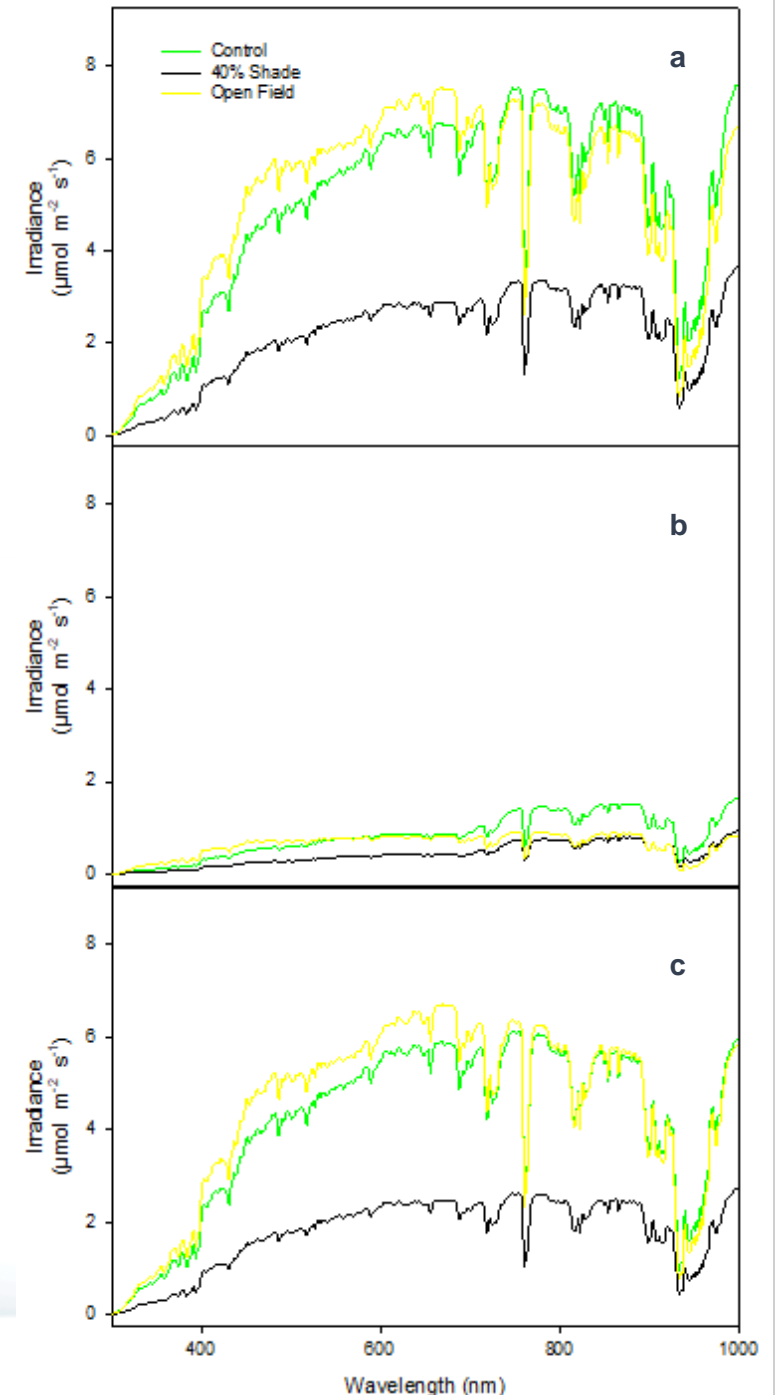 Control
40% Shade
Open Field
a
8
6
4
2
0
Irradiance
(µmol m⁻² s⁻¹)
b
8
6
4
2
0
Irradiance
(µmol m⁻² s⁻¹)
c
8
6
4
2
0
Irradiance
(µmol m⁻² s⁻¹)
400 600 800 1000
Wavelength (nm)